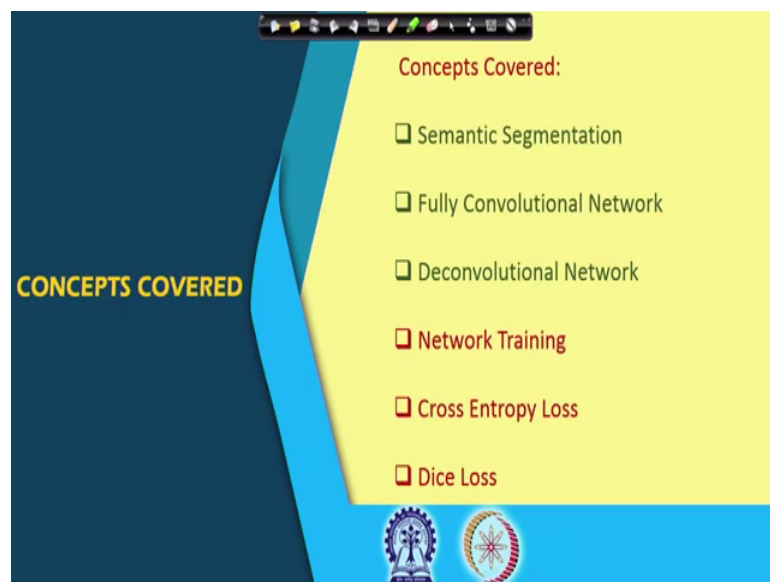 CONCEPTS COVERED
Concepts Covered:
Semantic Segmentation
Fully Convolutional Network
Deconvolutional Network
Network Training
Cross Entropy Loss
Dice Loss